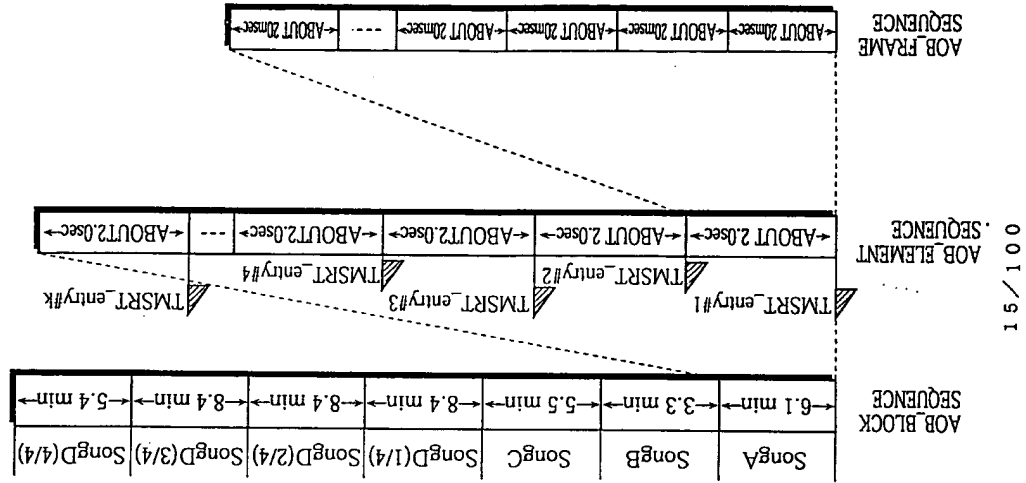 15/100
AOB_BLOCK
SEQUENCE
SongA SongB SongC SongD(1/4) SongD(2/4) SongD(3/4) SongD(4/4)
6.1 min 3.3 min 5.5 min 8.4 min 8.4 min 8.4 min 5.4 min
TMSRT_entry#1 TMSRT_entry#2 TMSRT_entry#3 TMSRT_entry#4 TMSRT_entry#k
AOB_ELEMENT
SEQUENCE
ABOUT 2.0sec ABOUT 2.0sec ABOUT2.0sec ABOUT2.0sec --- ABOUT2.0sec
AOB_FRAME
SEQUENCE
ABOUT 20msec ABOUT 20msec ABOUT 20msec ABOUT 20msec ---- ABOUT 20msec